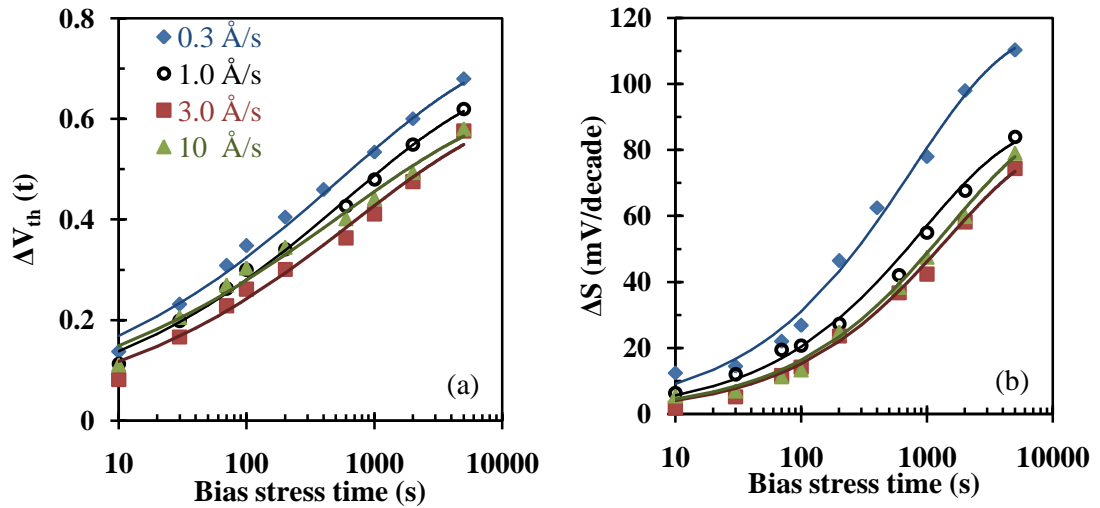 0.8
0.6
0.4
0.2
0
ΔVth (t)
0.3 Å/s
1.0 Å/s
3.0 Å/s
10 Å/s
(a)
10 100 1000 10000
Bias stress time (s)
120
100
80
60
40
20
0
ΔS (mV/decade)
(b)
10 100 1000 10000
Bias stress time (s)